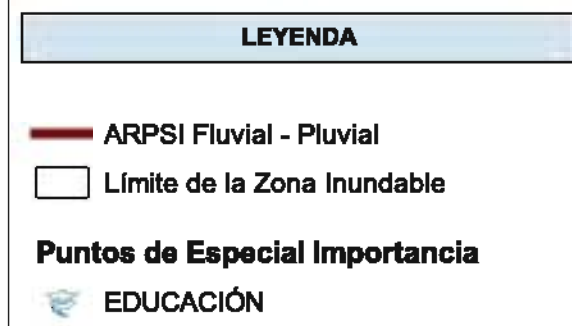 LEYENDA
ARPSI Fluvial - Pluvial
Límite de la Zona Inundable
Puntos de Especial Importancia
EDUCACIÓN